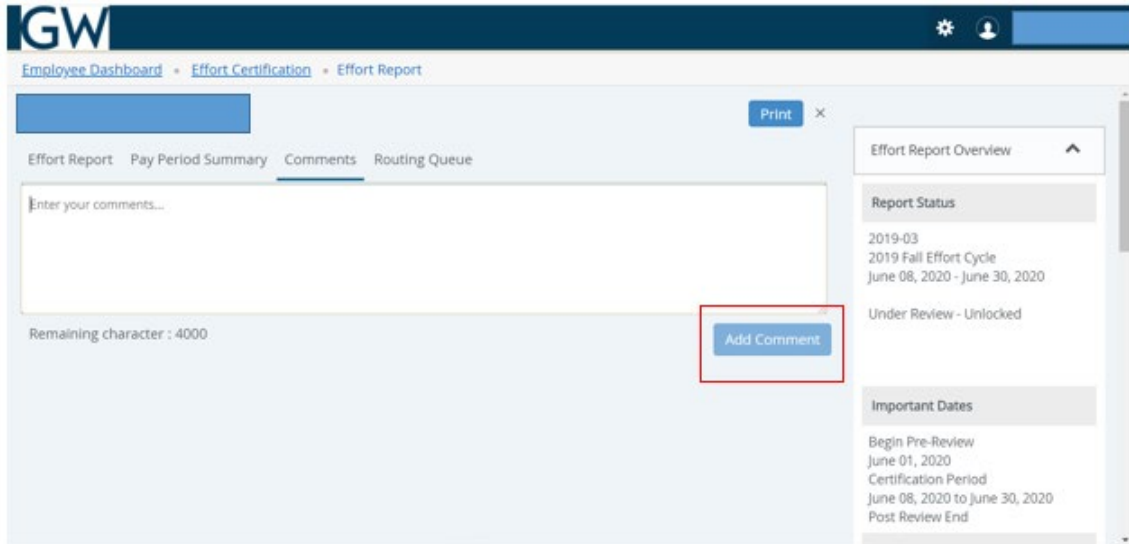 GW
Employee Dashboard • Effort Certification • Effort Report
Print ×
Effort Report Pay Period Summary Comments Routing Queue
Enter your comments...
Remaining character : 4000
Add Comment
Effort Report Overview
Report Status
2019-03
2019 Fall Effort Cycle
June 08, 2020 - June 30, 2020
Under Review - Unlocked
Important Dates
Begin Pre-Review
June 01, 2020
Certification Period
June 08, 2020 to June 30, 2020
Post Review End